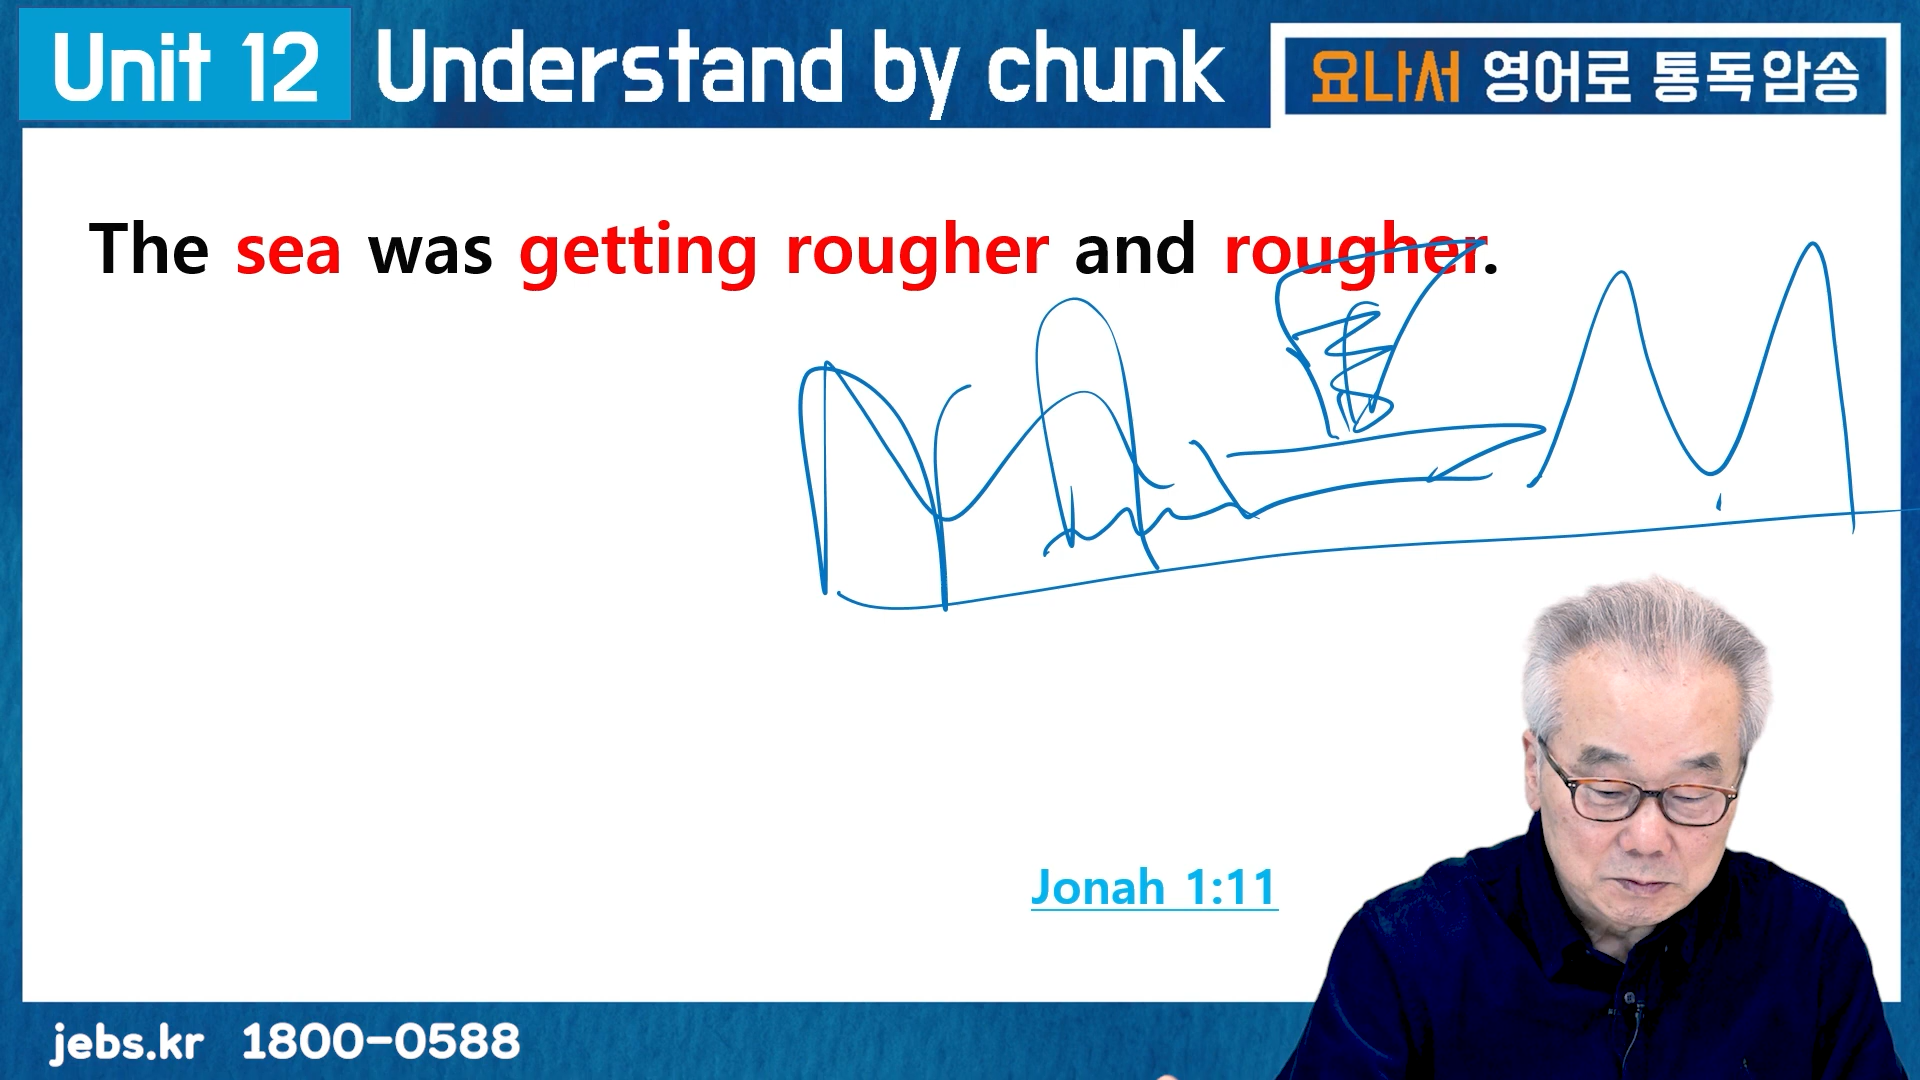 Unit 12 Understand by chunk
요나서 영어로 통독암송
The sea was getting rougher and rougher.
Jonah 1:11
jebs.kr 1800-0588